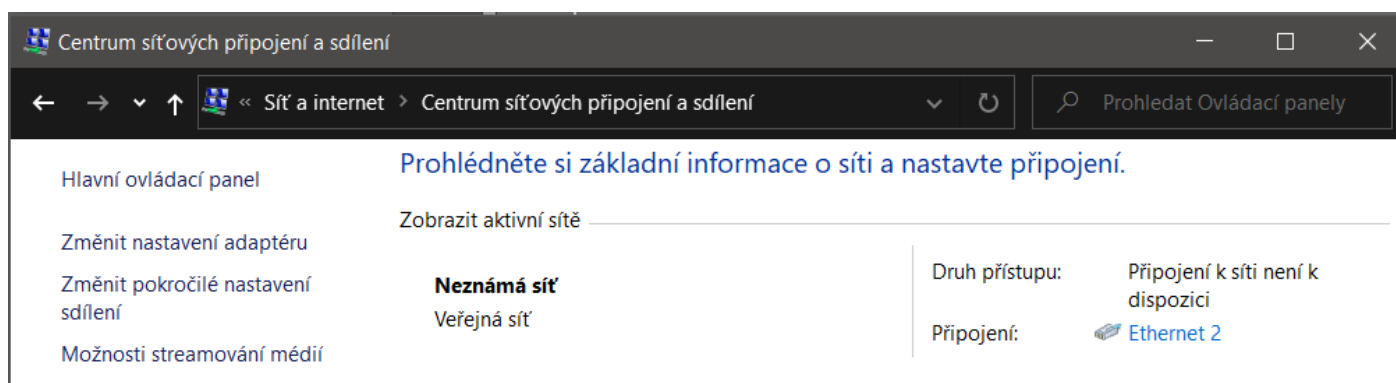 Centrum síťových připojení a sdílení
« Síť a internet > Centrum síťových připojení a sdílení
Prohledat Ovládací panely
Hlavní ovládací panel
Změnit nastavení adaptéru
Změnit pokročilé nastavení
sdílení
Možnosti streamování médií
Prohlédněte si základní informace o síti a nastavte připojení.
Zobrazit aktivní sítě
Neznámá síť
Veřejná síť
Druh přístupu: Připojení k síti není k
dispozici
Připojení: Ethernet 2